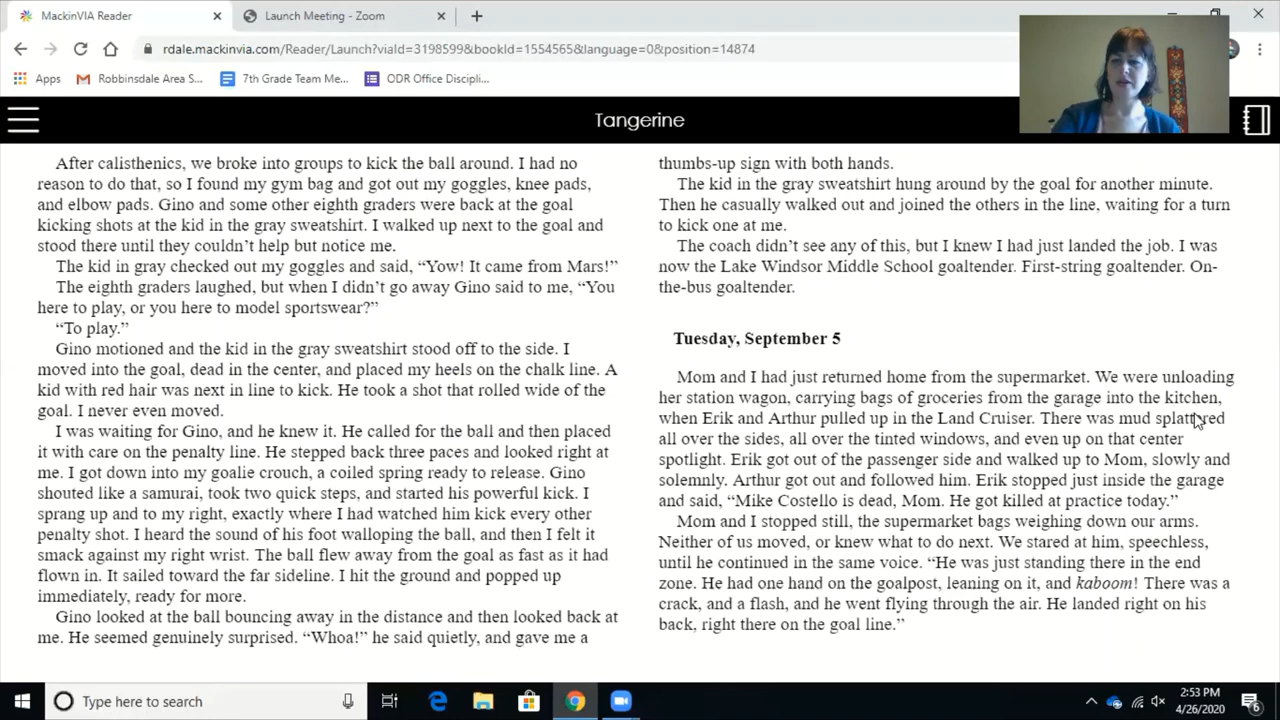 MackinVIA Reader
Launch Meeting - Zoom
rdale.mackinvia.com/Reader/Launch?viaId=3198599&bookId=1554565&language=0&position=14874
Apps
Robbinsdale Area S...
7th Grade Team Me...
ODR Office Discipli...
Tangerine
After calisthenics, we broke into groups to kick the ball around. I had no
reason to do that, so I found my gym bag and got out my goggles, knee pads,
and elbow pads. Gino and some other eighth graders were back at the goal
kicking shots at the kid in the gray sweatshirt. I walked up next to the goal and
stood there until they couldn’t help but notice me.
The kid in gray checked out my goggles and said, “Yow! It came from Mars!”
The eighth graders laughed, but when I didn’t go away Gino said to me, “You
here to play, or you here to model sportswear?”
“To play.”
Gino motioned and the kid in the gray sweatshirt stood off to the side. I
moved into the goal, dead in the center, and placed my heels on the chalk line. A
kid with red hair was next in line to kick. He took a shot that rolled wide of the
goal. I never even moved.
I was waiting for Gino, and he knew it. He called for the ball and then placed
it with care on the penalty line. He stepped back three paces and looked right at
me. I got down into my goalie crouch, a coiled spring ready to release. Gino
shouted like a samurai, took two quick steps, and started his powerful kick. I
sprang up and to my right, exactly where I had watched him kick every other
penalty shot. I heard the sound of his foot walloping the ball, and then I felt it
smack against my right wrist. The ball flew away from the goal as fast as it had
flown in. It sailed toward the far sideline. I hit the ground and popped up
immediately, ready for more.
Gino looked at the ball bouncing away in the distance and then looked back at
me. He seemed genuinely surprised. “Whoa!” he said quietly, and gave me a
thumbs-up sign with both hands.
The kid in the gray sweatshirt hung around by the goal for another minute.
Then he casually walked out and joined the others in the line, waiting for a turn
to kick one at me.
The coach didn’t see any of this, but I knew I had just landed the job. I was
now the Lake Windsor Middle School goaltender. First-string goaltender. On-
the-bus goaltender.
Tuesday, September 5
Mom and I had just returned home from the supermarket. We were unloading
her station wagon, carrying bags of groceries from the garage into the kitchen,
when Erik and Arthur pulled up in the Land Cruiser. There was mud splattered
all over the sides, all over the tinted windows, and even up on that center
spotlight. Erik got out of the passenger side and walked up to Mom, slowly and
solemnly. Arthur got out and followed him. Erik stopped just inside the garage
and said, “Mike Costello is dead, Mom. He got killed at practice today.”
Mom and I stopped still, the supermarket bags weighing down our arms.
Neither of us moved, or knew what to do next. We stared at him, speechless,
until he continued in the same voice. “He was just standing there in the end
zone. He had one hand on the goalpost, leaning on it, and kaboom! There was a
crack, and a flash, and he went flying through the air. He landed right on his
back, right there on the goal line.”
Type here to search
2:53 PM
4/26/2020
6